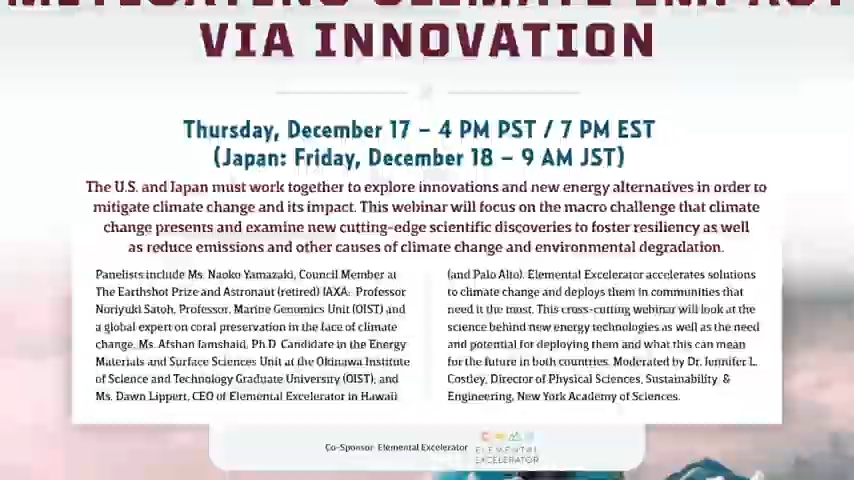 MITIGATING CLIMATE IMPACT
VIA INNOVATION
Thursday, December 17 – 4 PM PST / 7 PM EST
(Japan: Friday, December 18 – 9 AM JST)
The U.S. and Japan must work together to explore innovations and new energy alternatives in order to
mitigate climate change and its impact. This webinar will focus on the macro challenge that climate
change presents and examine new cutting-edge scientific discoveries to foster resiliency as well
as reduce emissions and other causes of climate change and environmental degradation.
Panelists include Ms. Naoko Yamazaki, Council Member at
The Earthshot Prize and Astronaut (retired) JAXA; Professor
Noriyuki Satoh, Professor, Marine Genomics Unit (OIST) and
a global expert on coral preservation in the face of climate
change, Ms. Afshan Jamshaid, Ph.D. Candidate in the Energy
Materials and Surface Sciences Unit at the Okinawa Institute
of Science and Technology Graduate University (OIST); and
Ms. Dawn Lippert, CEO of Elemental Excelerator in Hawaii
(and Palo Alto). Elemental Excelerator accelerates solutions
to climate change and deploys them in communities that
need it the most. This cross-cutting webinar will look at the
science behind new energy technologies as well as the need
and potential for deploying them and what this can mean
for the future in both countries. Moderated by Dr. Jennifer L.
Costley, Director of Physical Sciences, Sustainability &
Engineering, New York Academy of Sciences.
Co-Sponsor: Elemental Excelerator
ELEMENTAL
EXCELERATOR